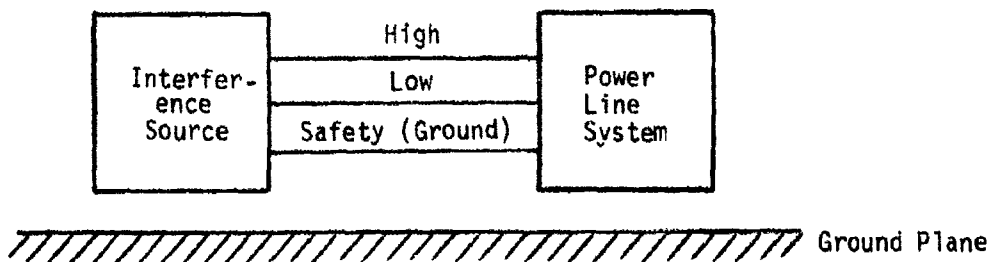 High
Interfer-
ence
Source
Low
Safety (Ground)
Power
Line
System
Ground Plane